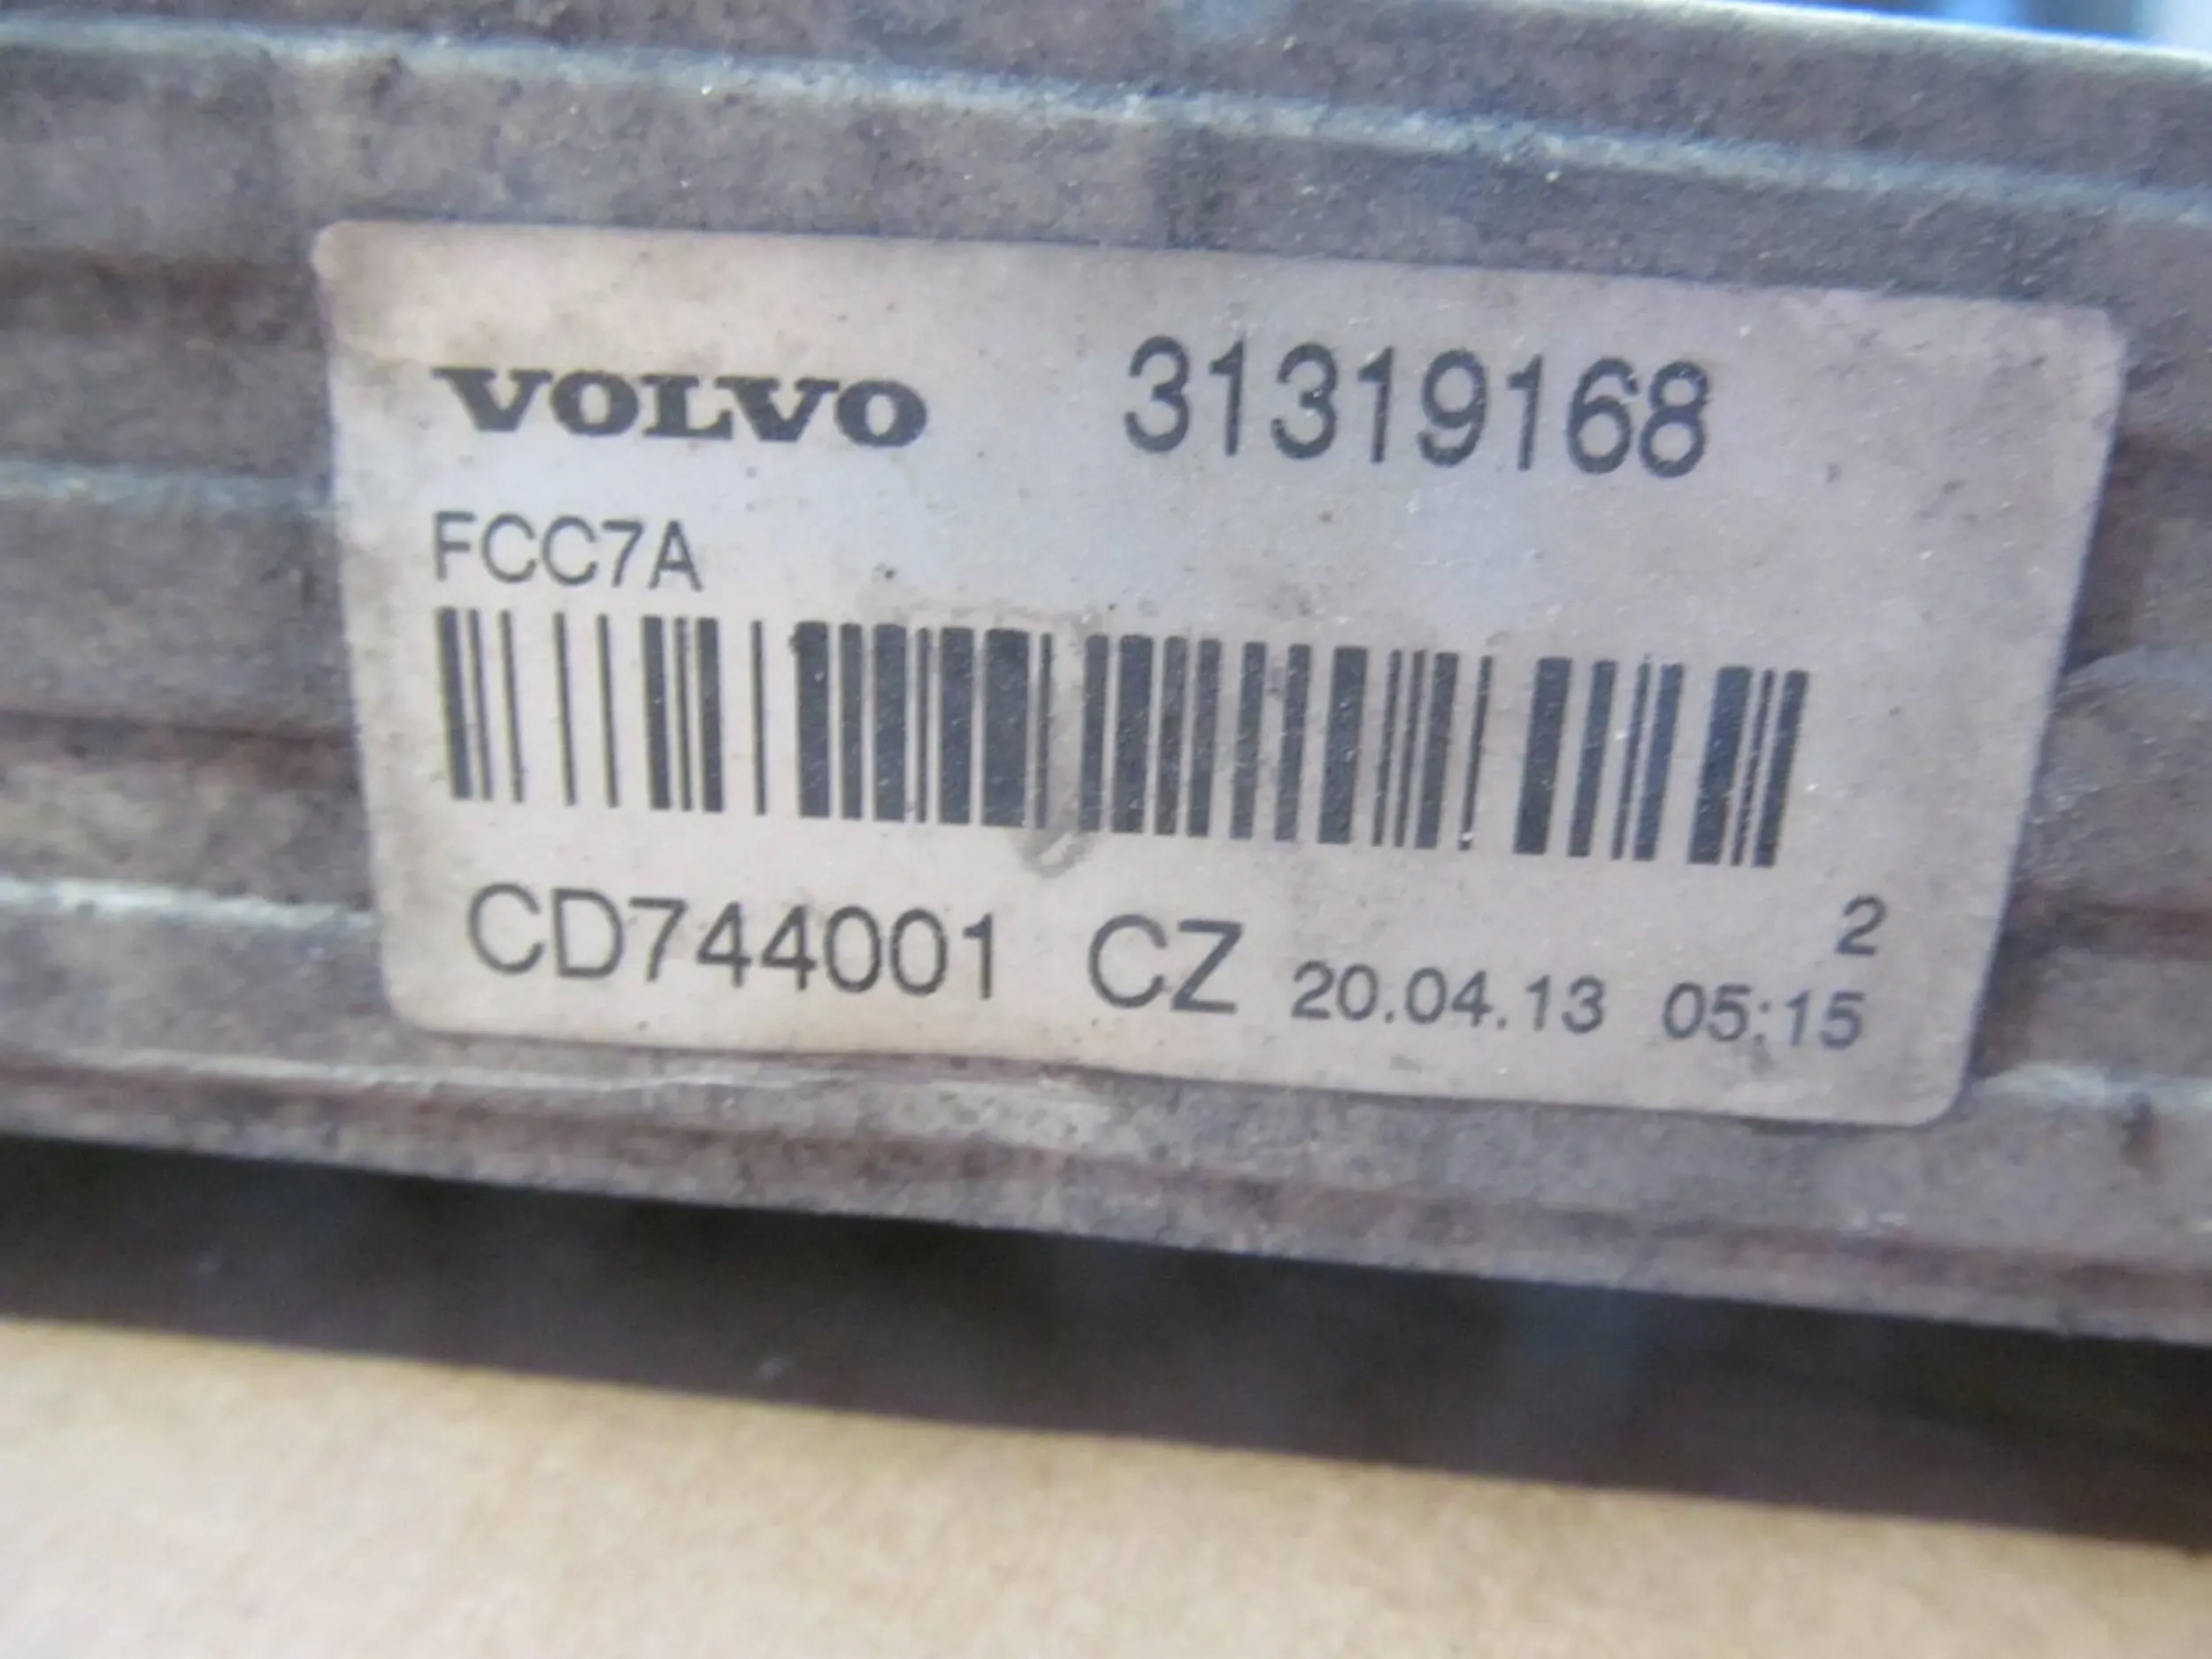 VOLVO 31319168
FCC7A
2
CD744001 CZ 20.04.13 05:15